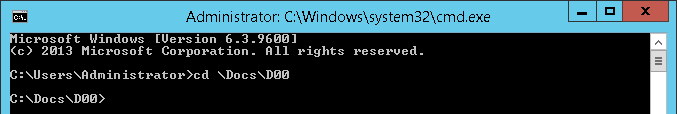 Administrator: C:\Windows\system32\cmd.exe
Microsoft Windows [Version 6.3.9600]
(c) 2013 Microsoft Corporation. All rights reserved.
C:\Users\Administrator>cd \Docs\D00
C:\Docs\D00>